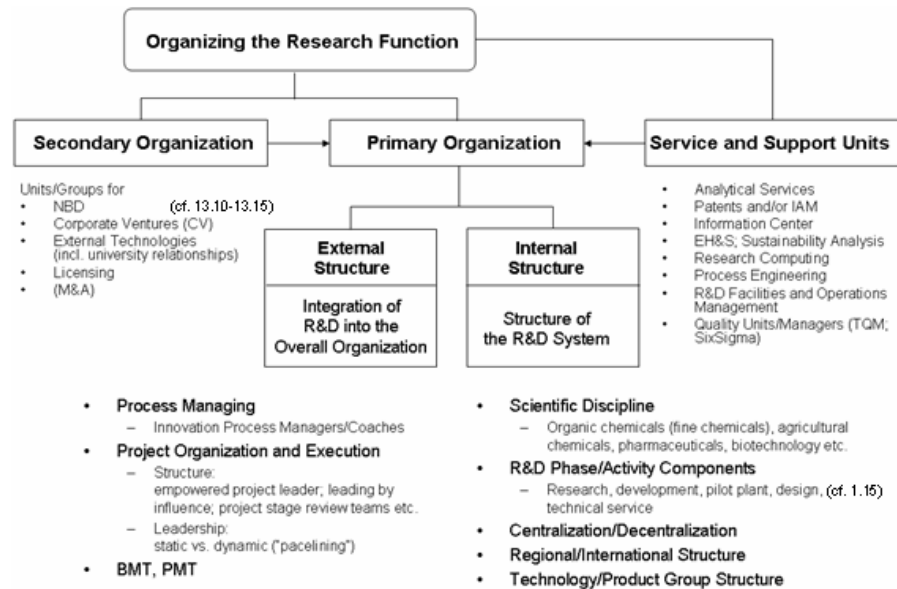 Organizing the Research Function
Secondary Organization
Primary Organization
Service and Support Units
Units/Groups for
• NBD (cf. 13.10-13.15)
• Corporate Ventures (CV)
• External Technologies
(incl. university relationships)
• Licensing
• (M&A)
External
Structure
Integration of
R&D into the
Overall Organization
Internal
Structure
Structure of
the R&D System
• Analytical Services
• Patents and/or IAM
• Information Center
• EH&S; Sustainability Analysis
• Research Computing
• Process Engineering
• R&D Facilities and Operations
Management
• Quality Units/Managers (TQM;
SixSigma)
• Process Managing
– Innovation Process Managers/Coaches
• Project Organization and Execution
– Structure:
empowered project leader; leading by
influence; project stage review teams etc.
– Leadership:
static vs. dynamic ("pacelining")
• BMT, PMT
• Scientific Discipline
– Organic chemicals (fine chemicals), agricultural
chemicals, pharmaceuticals, biotechnology etc.
• R&D Phase/Activity Components
– Research, development, pilot plant, design, (cf. 1.15)
technical service
• Centralization/Decentralization
• Regional/International Structure
• Technology/Product Group Structure